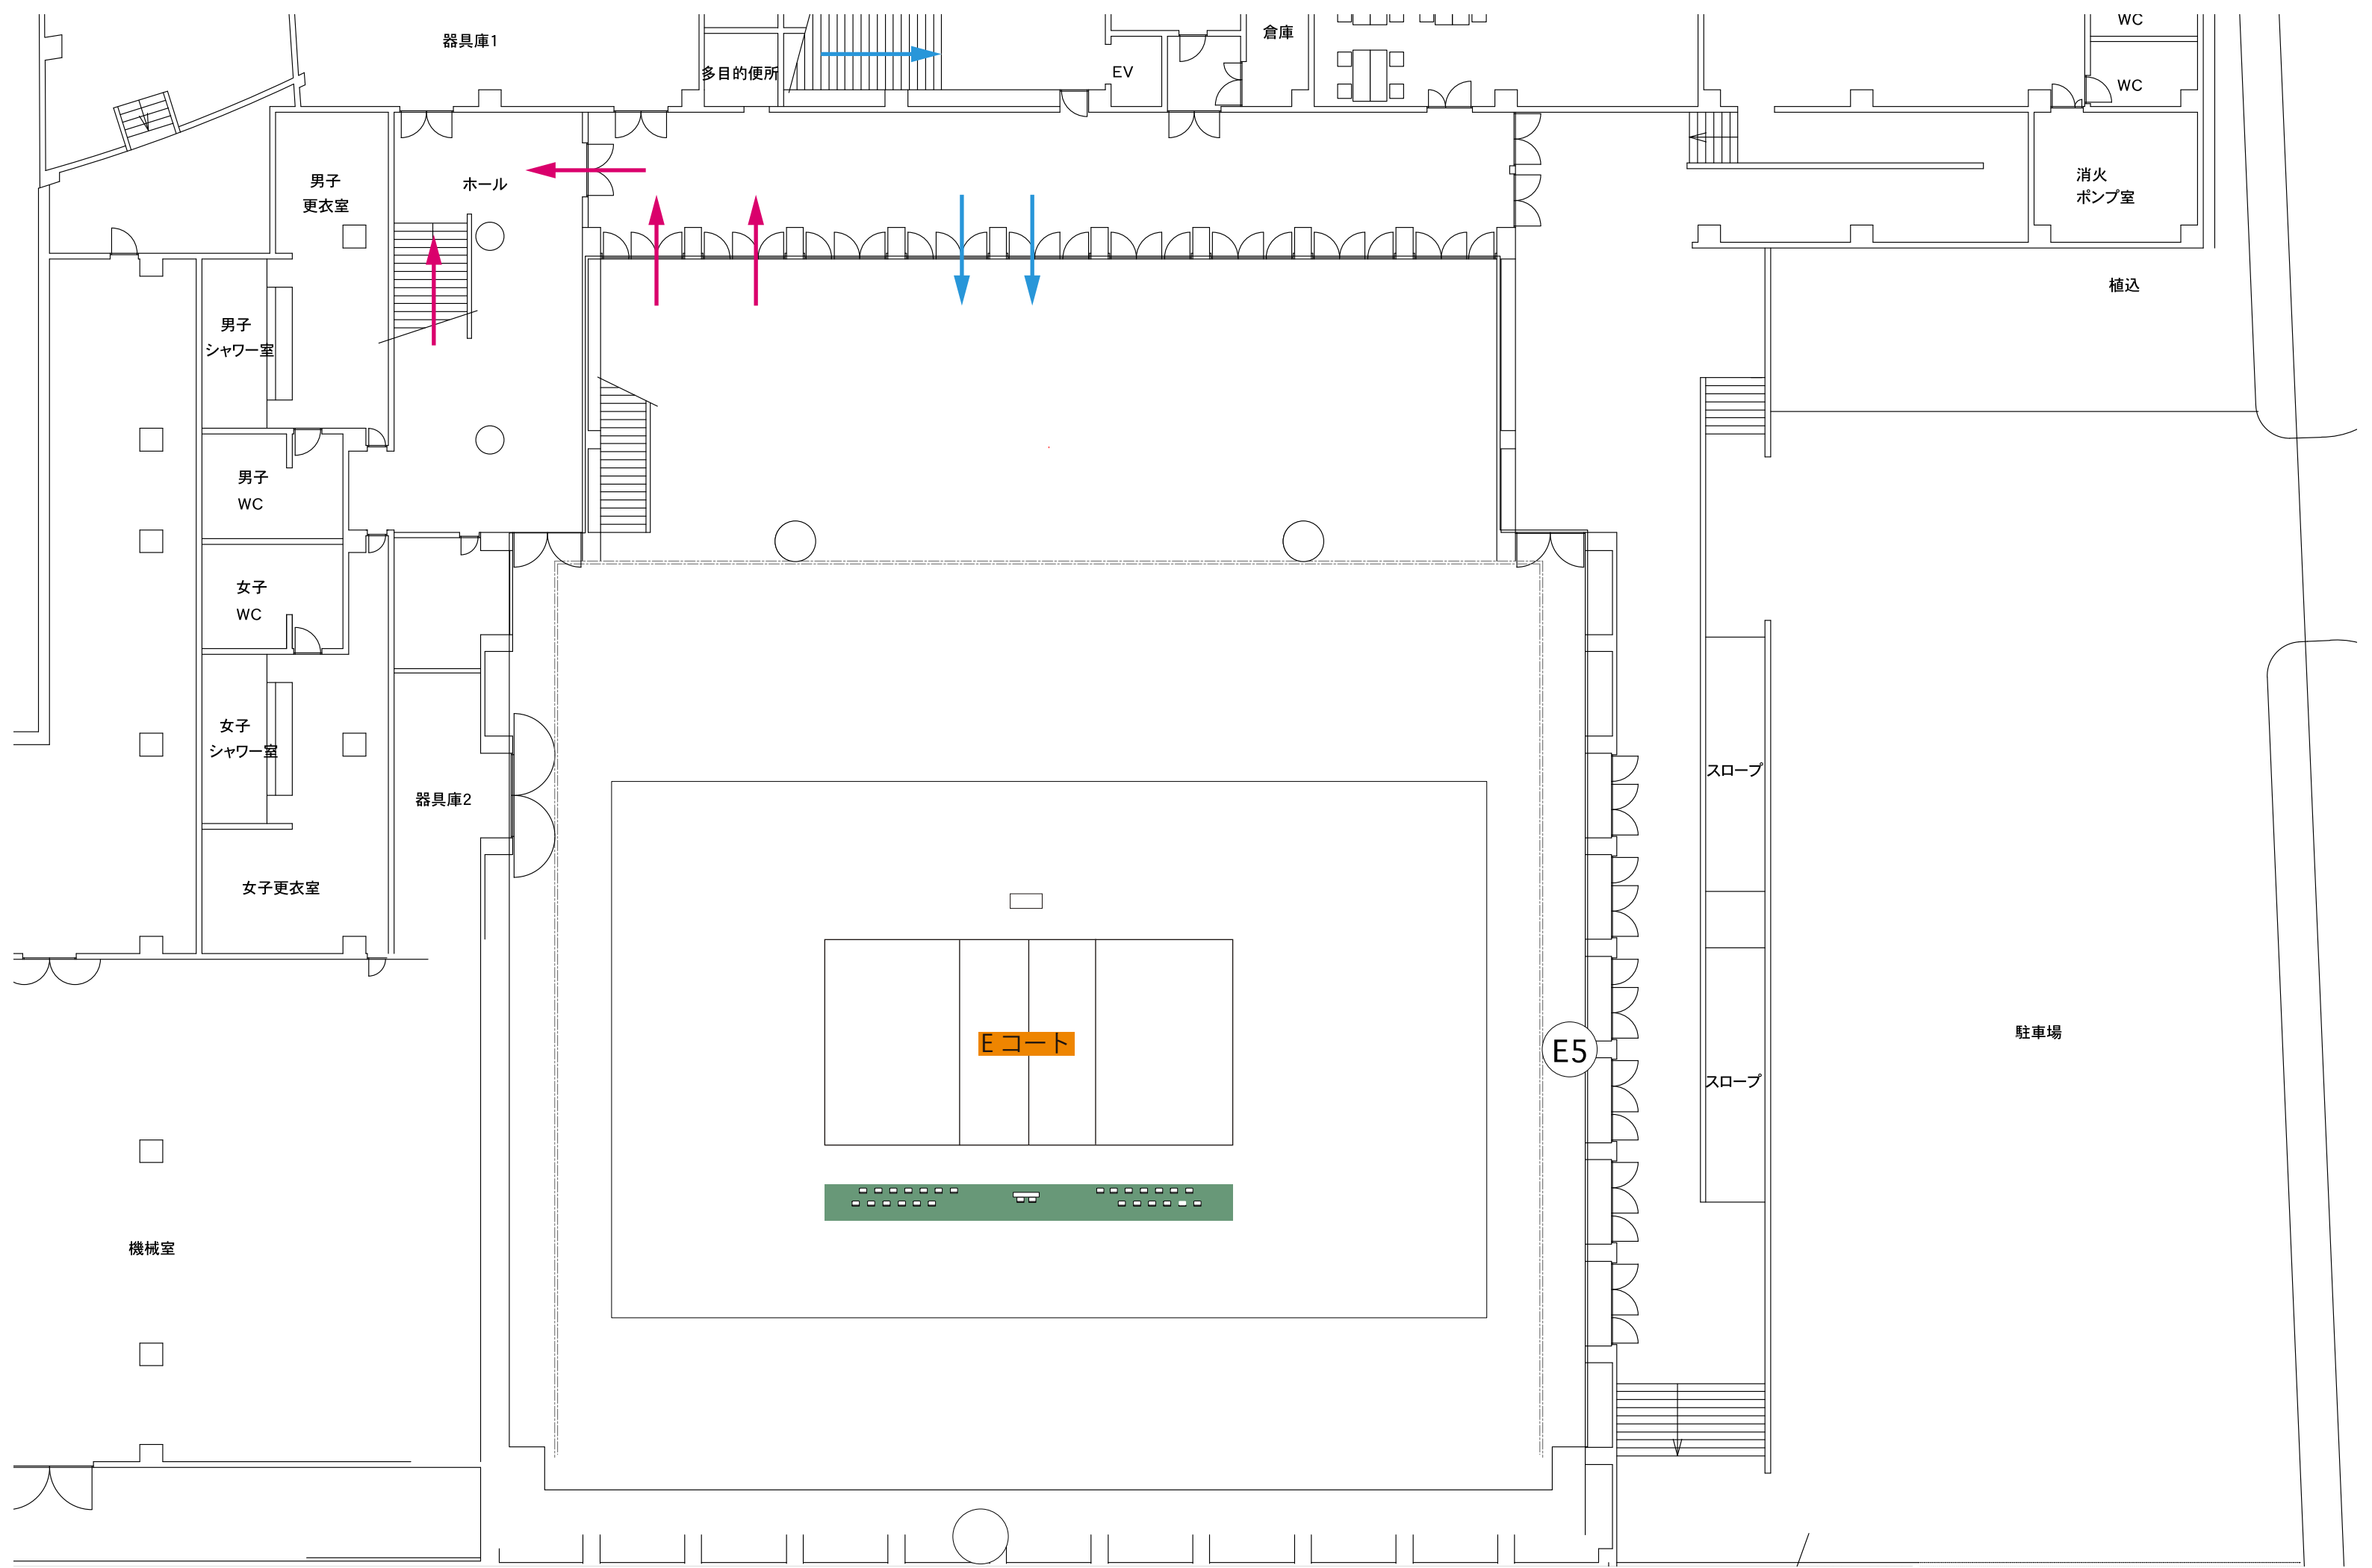 WC
器具庫1
倉庫
多目的便所
EV
WC
男子
更衣室
ホール
消火
ポンプ室
植込
男子
シャワー室
男子
WC
女子
WC
女子
シャワー室
スロープ
器具庫2
女子更衣室
Eコート
E5
駐車場
スロープ
機械室